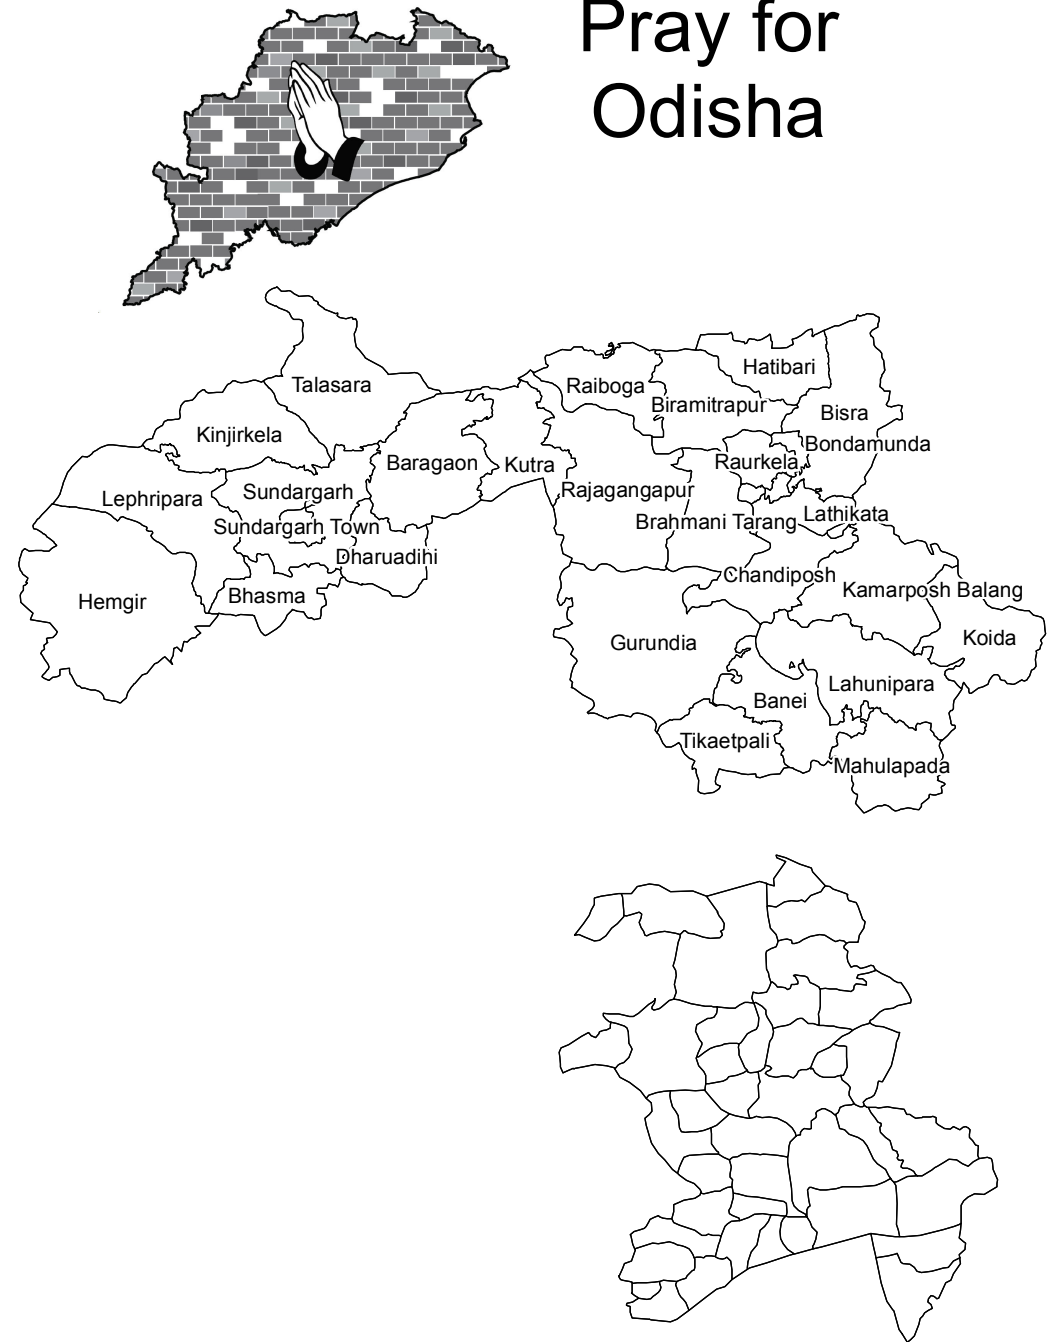 Pray for
Odisha
Talasara
Raiboga
Hatibari
Biramitrapur
Bisra
Kinjirkela
Bondamunda
Baragaon
Kutra
Raurkela
Lephripara
Sundargarh
Rajagangapur
Sundargarh Town
Brahmani Tarang
Lathikata
Dharuadihi
Chandiposh
Hemgir
Bhasma
Kamarposh Balang
Gurundia
Koida
Lahunipara
Banei
Tikaetpali
Mahulapada